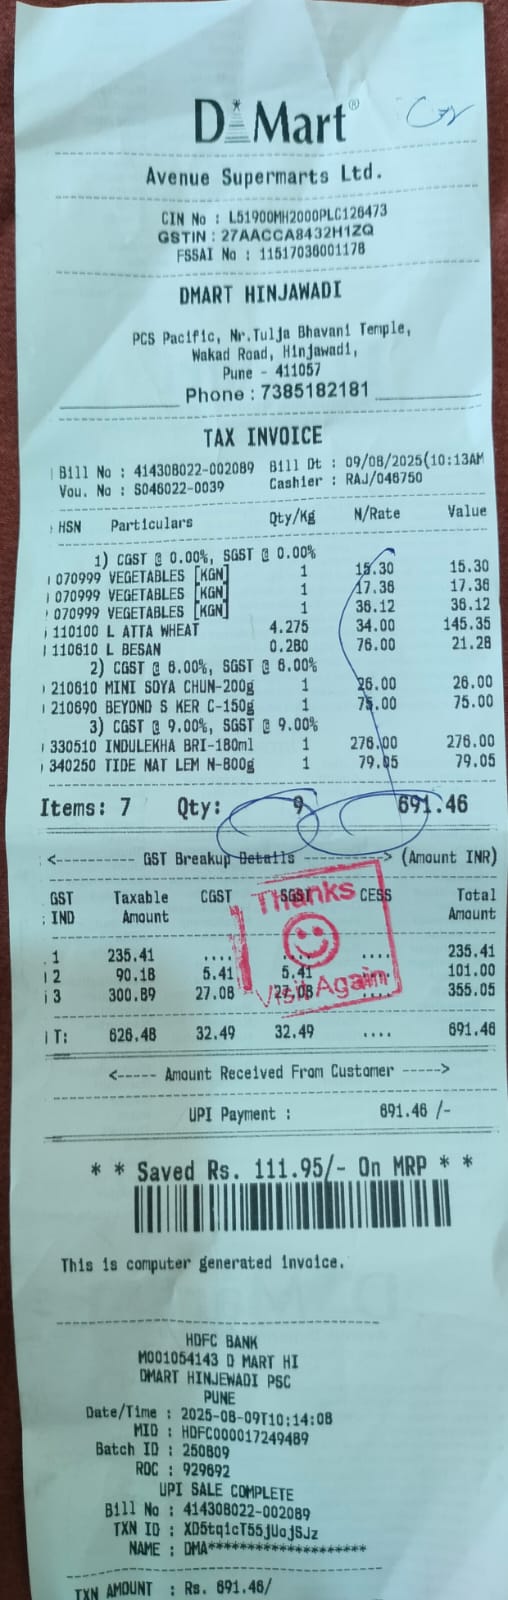 D Mart®
Avenue Supermarts Ltd.
CIN No : L51900MH2000PLC126473
GSTIN : 27AACCA8432H1ZQ
FSSAI No : 11517036001178
DMART HINJAWADI
PCS Pacific, Nr.Tulja Bhavani Temple,
Wakad Road, Hinjawadi,
Pune - 411057
Phone : 7385182181
TAX INVOICE
Bill No : 414308022-002089 Bill Dt : 09/08/2025(10:13AM
Vou. No : S046022-0039 Cashier : RAJ/046750
HSN Particulars Qty/Kg N/Rate Value
1) CGST @ 0.00%, SGST @ 0.00%
070999 VEGETABLES [KGN] 1 15.30 15.30
070999 VEGETABLES [KGN] 1 17.36 17.36
070999 VEGETABLES [KGN] 1 36.12 36.12
110100 L ATTA WHEAT 4.275 34.00 145.35
110610 L BESAN 0.280 76.00 21.28
2) CGST @ 6.00%, SGST @ 6.00%
210610 MINI SOYA CHUN-200g 1 26.00 26.00
210690 BEYOND S KER C-150g 1 75.00 75.00
3) CGST @ 9.00%, SGST @ 9.00%
330510 INDULEKHA BRI-180ml 1 276.00 276.00
340250 TIDE NAT LEM N-800g 1 79.05 79.05
Items: 7 Qty: 9 691.46
<---------- GST Breakup Details ----------> (Amount INR)
GST Taxable CGST SGST CESS Total
IND Amount Amount
1 235.41 .... .... .... 235.41
2 90.18 5.41 5.41 .... 101.00
3 300.89 27.08 27.08 .... 355.05
T: 626.48 32.49 32.49 .... 691.46
Thanks
Visit Again
<----- Amount Received From Customer ----->
UPI Payment : 691.46 /-
* * Saved Rs. 111.95/- On MRP * *
This is computer generated invoice.
HDFC BANK
M001054143 D MART HI
DMART HINJEWADI PSC
PUNE
Date/Time : 2025-08-09T10:14:08
MID : HDFC000017249489
Batch ID : 250809
ROC : 929692
UPI SALE COMPLETE
Bill No : 414308022-002089
TXN ID : XD5tq1cT55jUojSJz
NAME : DMA********************
TXN AMOUNT : Rs. 691.46/